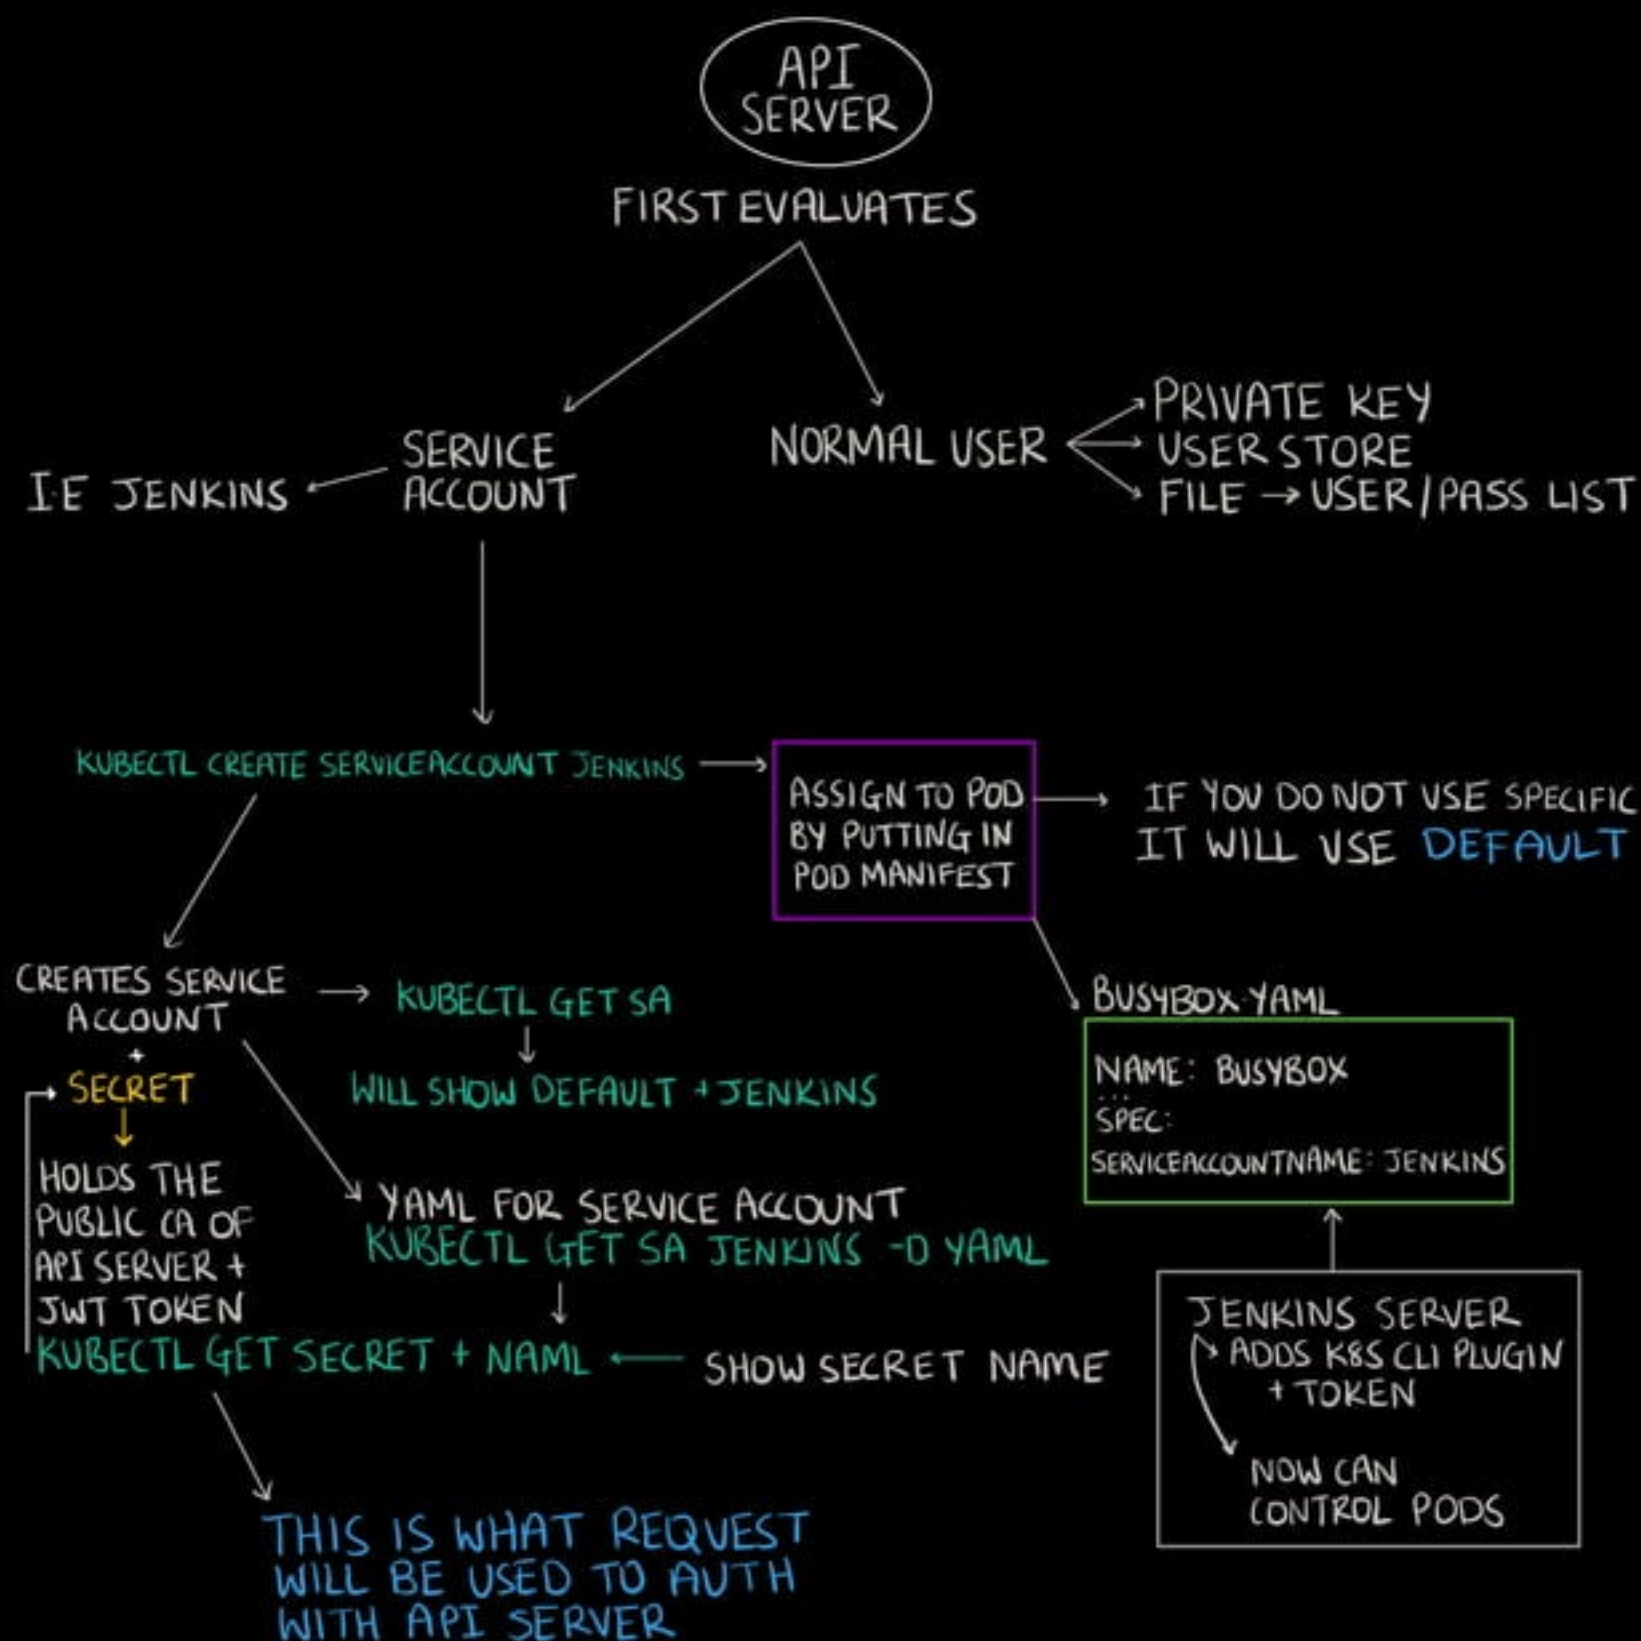 API
SERVER
FIRST EVALUATES
SERVICE
ACCOUNT
I.E JENKINS
NORMAL USER
PRIVATE KEY
USER STORE
FILE → USER/PASS LIST
KUBECTL CREATE SERVICEACCOUNT JENKINS
ASSIGN TO POD
BY PUTTING IN
POD MANIFEST
IF YOU DO NOT USE SPECIFIC
IT WILL USE DEFAULT
CREATES SERVICE
ACCOUNT
+
SECRET
HOLDS THE
PUBLIC CA OF
API SERVER +
JWT TOKEN
KUBECTL GET SECRET + NAML
KUBECTL GET SA
WILL SHOW DEFAULT + JENKINS
YAML FOR SERVICE ACCOUNT
KUBECTL GET SA JENKINS -O YAML
SHOW SECRET NAME
THIS IS WHAT REQUEST
WILL BE USED TO AUTH
WITH API SERVER
BUSYBOX.YAML
NAME: BUSYBOX
...
SPEC:
SERVICEACCOUNTNAME: JENKINS
JENKINS SERVER
ADDS K8S CLI PLUGIN
+ TOKEN
NOW CAN
CONTROL PODS